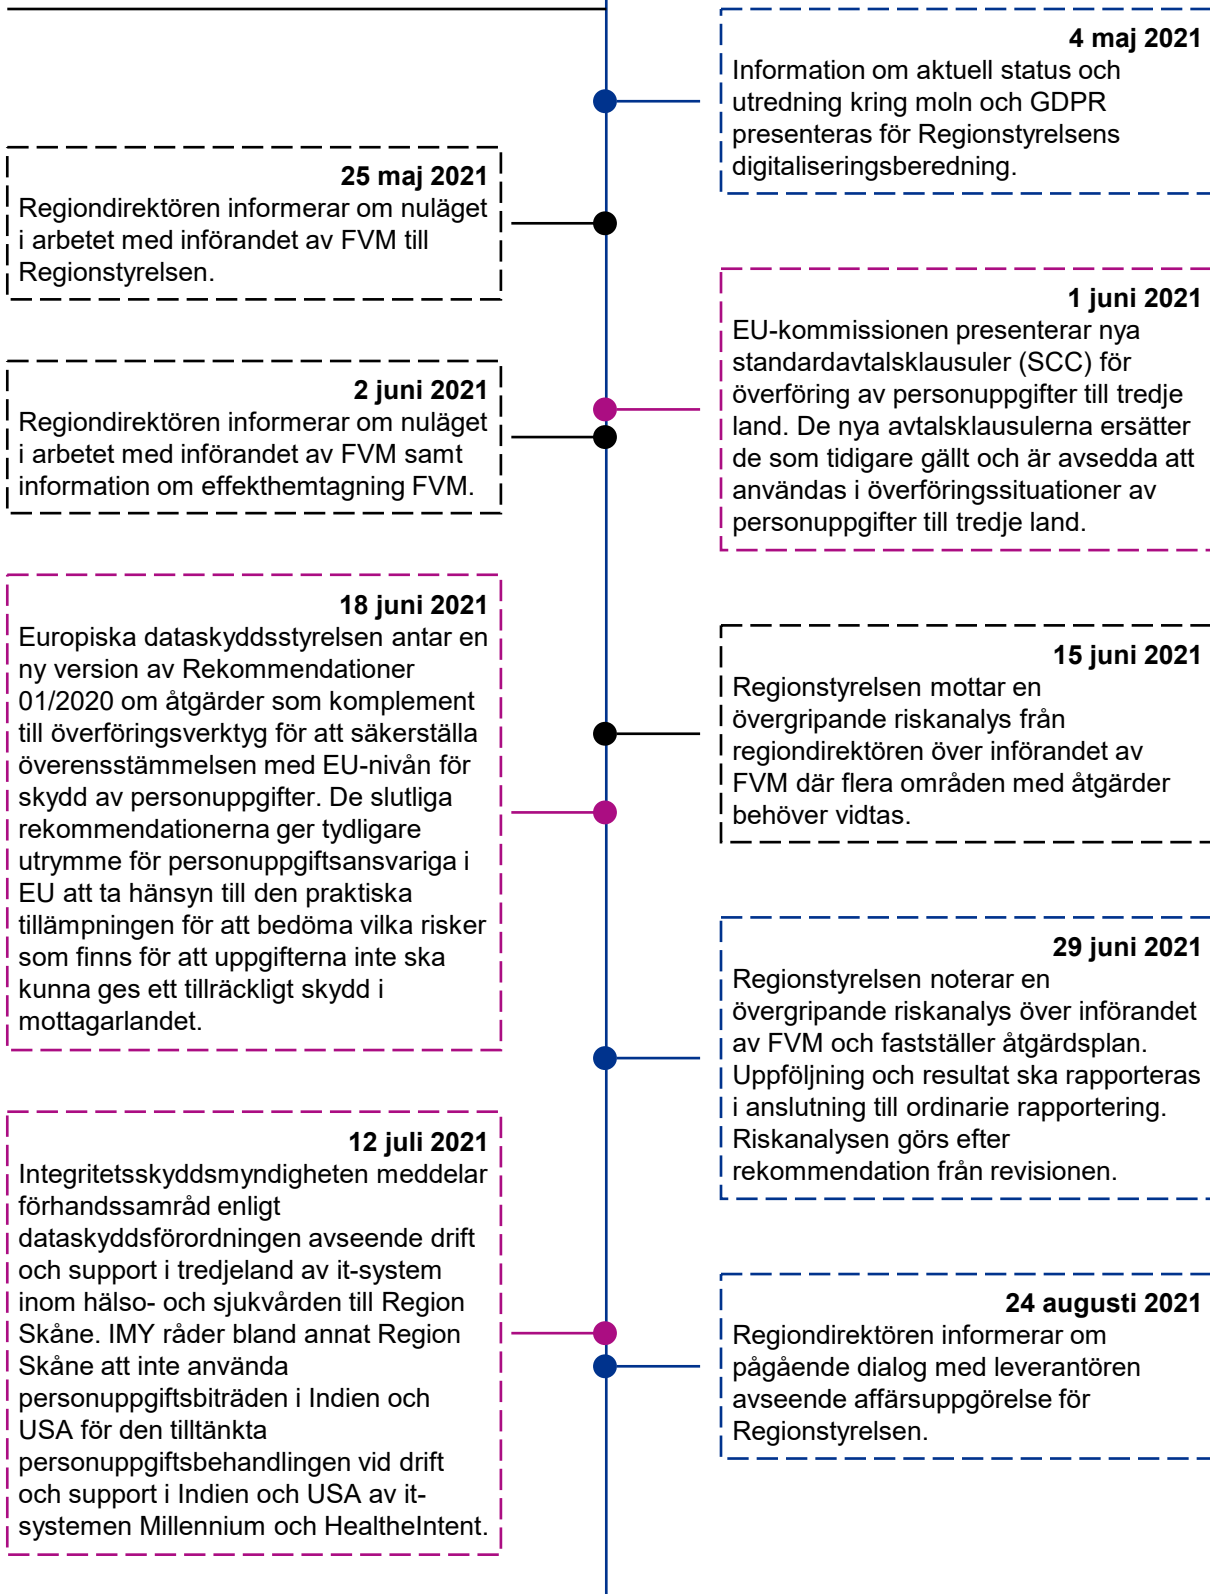 4 maj 2021
Information om aktuell status och
utredning kring moln och GDPR
presenteras för Regionstyrelsens
digitaliseringsberedning.
25 maj 2021
Regiondirektören informerar om nuläget
i arbetet med införandet av FVM till
Regionstyrelsen.
1 juni 2021
EU-kommissionen presenterar nya
standardavtalsklausuler (SCC) för
överföring av personuppgifter till tredje
land. De nya avtalsklausulerna ersätter
de som tidigare gällt och är avsedda att
användas i överföringssituationer av
personuppgifter till tredje land.
2 juni 2021
Regiondirektören informerar om nuläget
i arbetet med införandet av FVM samt
information om effekthemtagning FVM.
15 juni 2021
Regionstyrelsen mottar en
övergripande riskanalys från
regiondirektören över införandet av
FVM där flera områden med åtgärder
behöver vidtas.
18 juni 2021
Europiska dataskyddsstyrelsen antar en
ny version av Rekommendationer
01/2020 om åtgärder som komplement
till överföringsverktyg för att säkerställa
överensstämmelsen med EU-nivån för
skydd av personuppgifter. De slutliga
rekommendationerna ger tydligare
utrymme för personuppgiftsansvariga i
EU att ta hänsyn till den praktiska
tillämpningen för att bedöma vilka risker
som finns för att uppgifterna inte ska
kunna ges ett tillräckligt skydd i
mottagarlandet.
29 juni 2021
Regionstyrelsen noterar en
övergripande riskanalys över införandet
av FVM och fastställer åtgärdsplan.
Uppföljning och resultat ska rapporteras
i anslutning till ordinarie rapportering.
Riskanalysen görs efter
rekommendation från revisionen.
12 juli 2021
Integritetsskyddsmyndigheten meddelar
förhandssamråd enligt
dataskyddsförordningen avseende drift
och support i tredjeland av it-system
inom hälso- och sjukvården till Region
Skåne. IMY råder bland annat Region
Skåne att inte använda
personuppgiftsbiträden i Indien och
USA för den tilltänkta
personuppgiftsbehandlingen vid drift
och support i Indien och USA av it-
systemen Millennium och HealtheIntent.
24 augusti 2021
Regiondirektören informerar om
pågående dialog med leverantören
avseende affärsuppgörelse för
Regionstyrelsen.